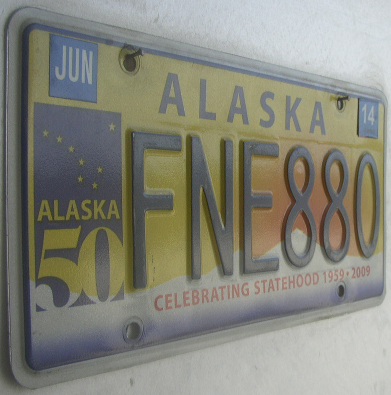 JUN
ALASKA
14
FNE880
ALASKA
50
CELEBRATING STATEHOOD 1959 • 2009